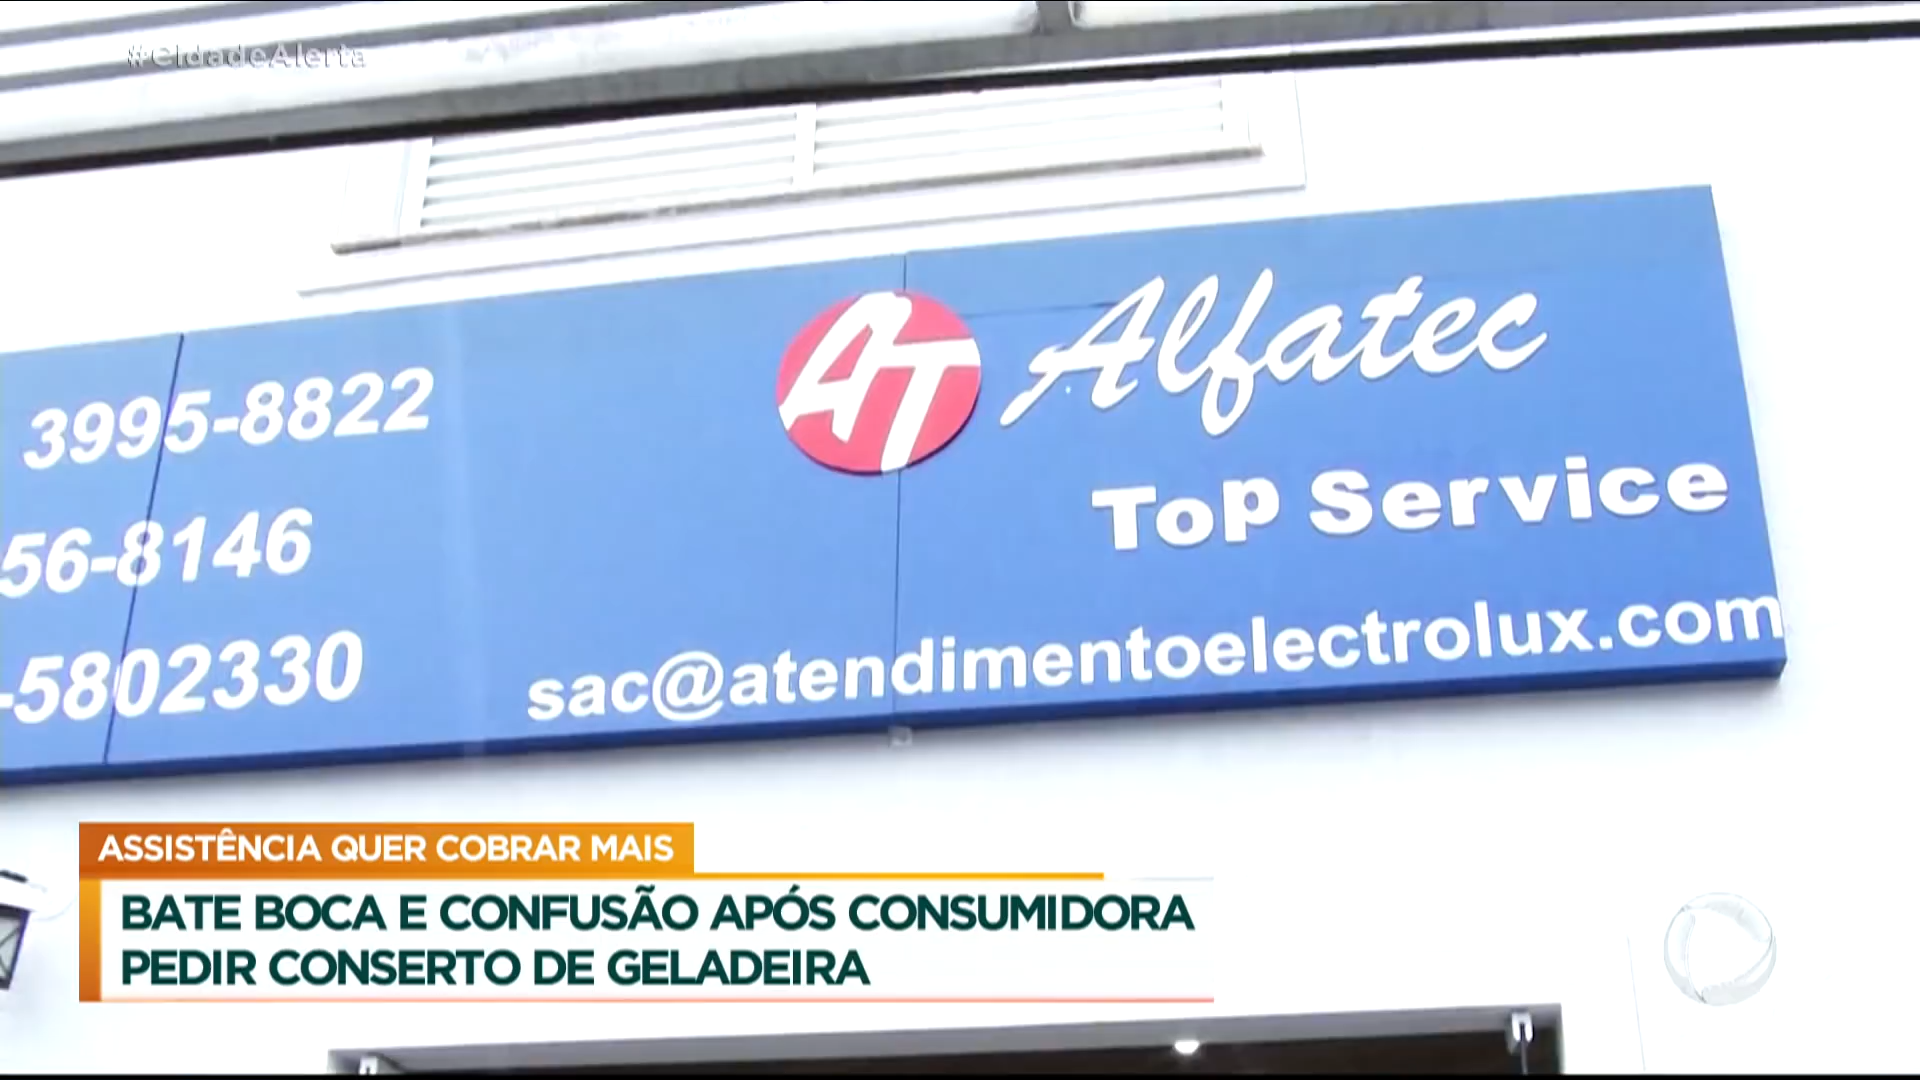 #CidadeAlerta
3995-8822
56-8146
-5802330
AT Alfatec
Top Service
sac@atendimentoelectrolux.com
ASSISTÊNCIA QUER COBRAR MAIS
BATE BOCA E CONFUSÃO APÓS CONSUMIDORA
PEDIR CONSERTO DE GELADEIRA